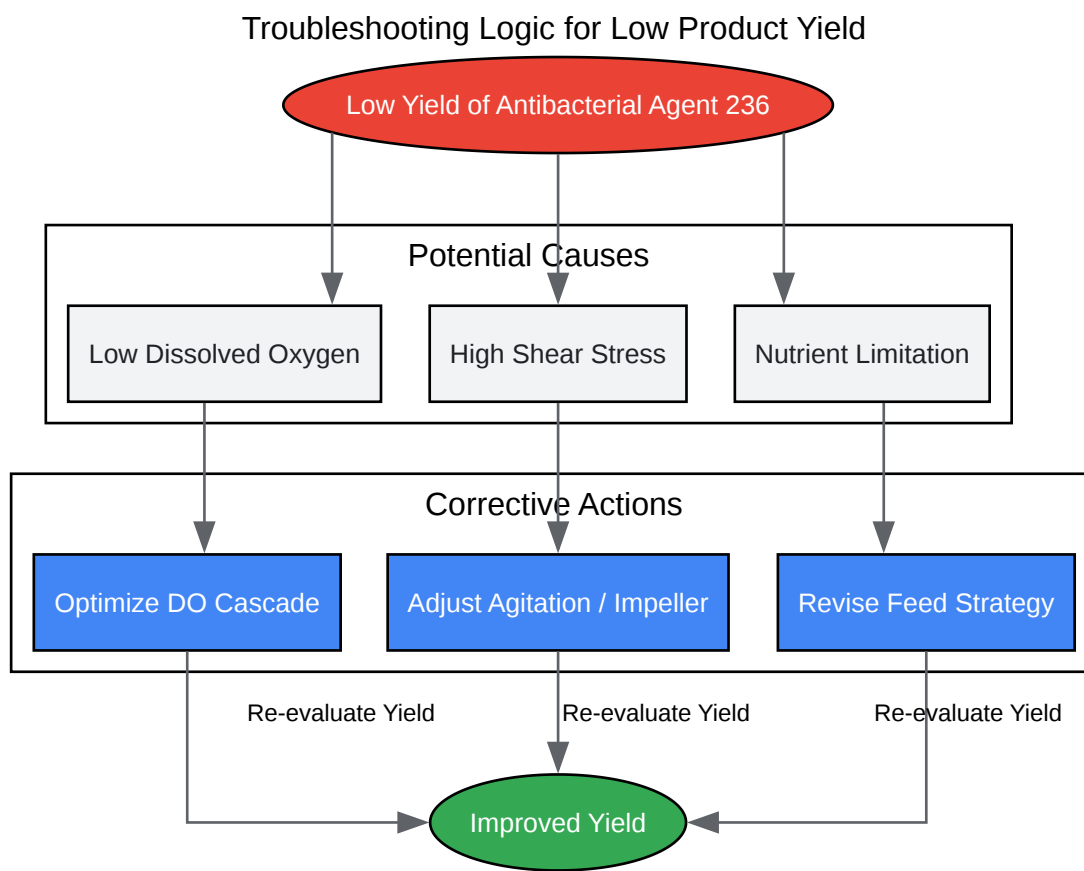 Troubleshooting Logic for Low Product Yield
Low Yield of Antibacterial Agent 236
Potential Causes
Low Dissolved Oxygen
High Shear Stress
Nutrient Limitation
Corrective Actions
Optimize DO Cascade
Adjust Agitation / Impeller
Revise Feed Strategy
Re-evaluate Yield
Re-evaluate Yield
Re-evaluate Yield
Improved Yield